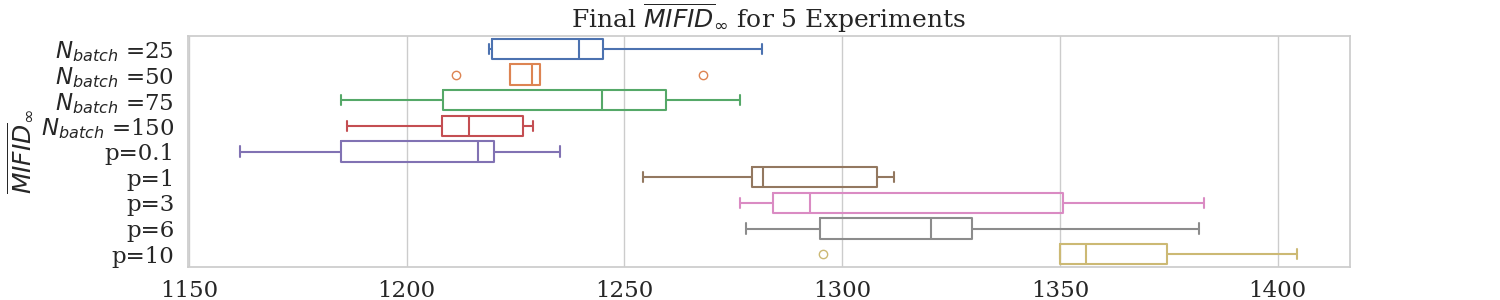 Final $\overline{MIFID}_\infty$ for 5 Experiments
$\overline{MIFID}_\infty$
$N_{batch}$ =25
$N_{batch}$ =50
$N_{batch}$ =75
$N_{batch}$ =150
p=0.1
p=1
p=3
p=6
p=10
1150 1200 1250 1300 1350 1400